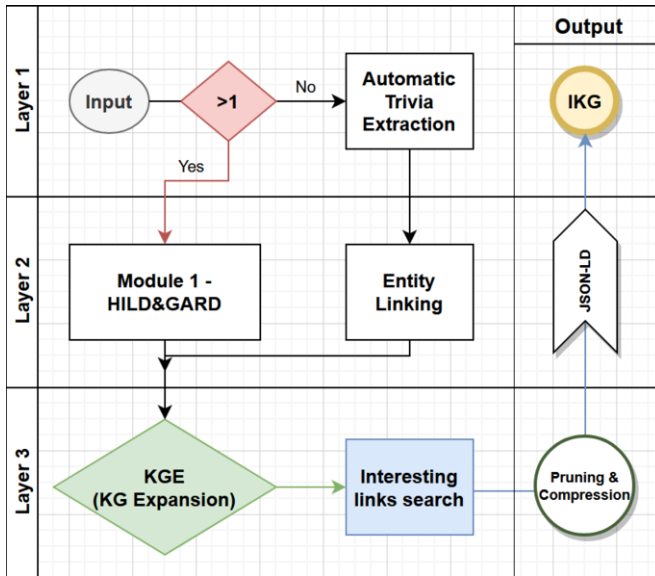 Output
Layer 1
Input
>1
No
Automatic
Trivia
Extraction
IKG
Yes
Layer 2
Module 1 -
HILD&GARD
Entity
Linking
JSON-LD
Layer 3
KGE
(KG Expansion)
Interesting
links search
Pruning &
Compression